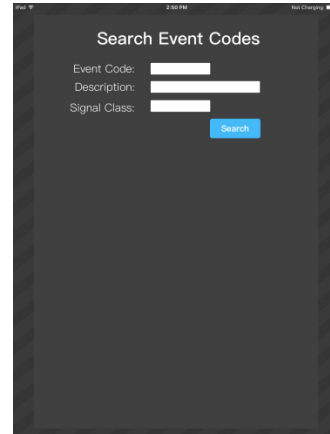 iPad 2:50 PM Not Charging
Search Event Codes
Event Code:
Description:
Signal Class:
Search